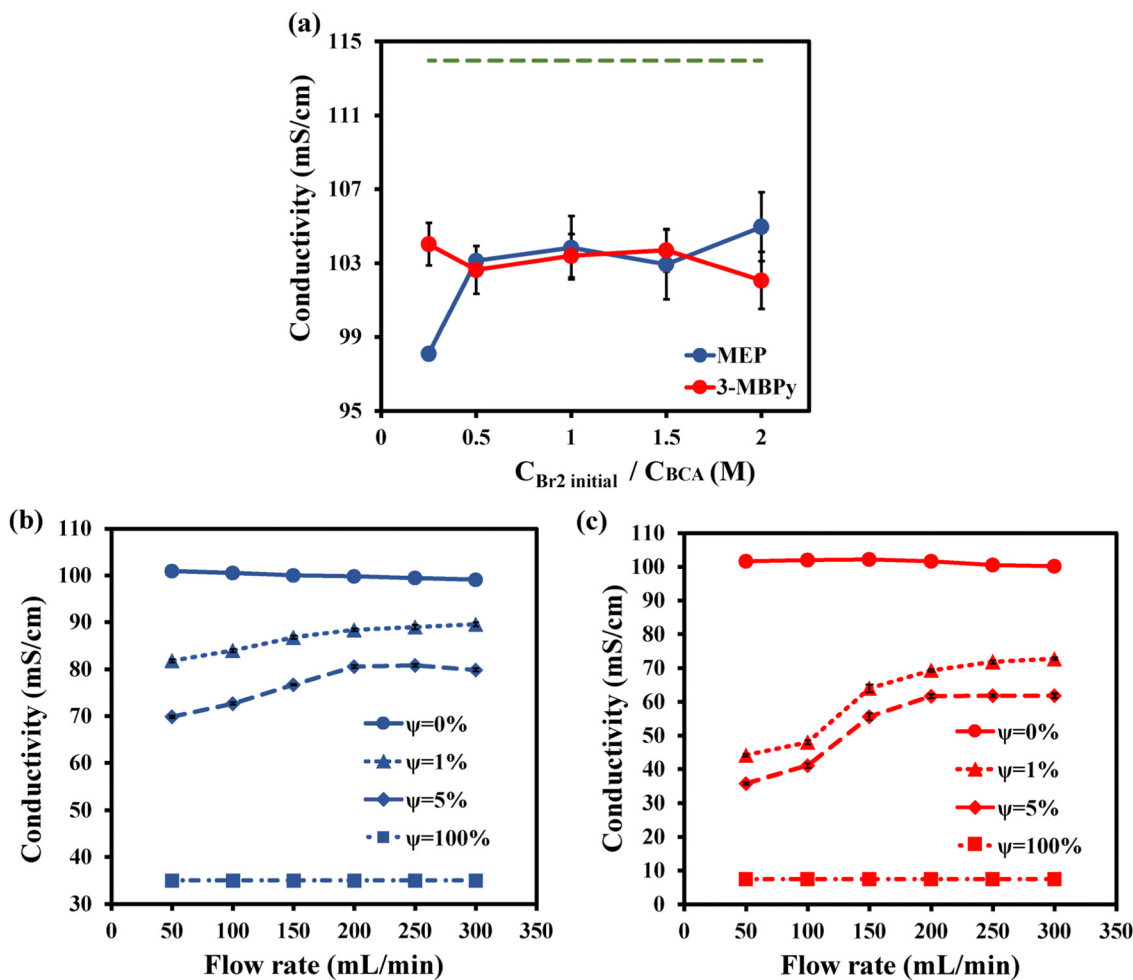 (a)
115
111
107
103
99
95
Conductivity (mS/cm)
MEP
3-MBPy
0 0.5 1 1.5 2
CBr2 initial / CBCA (M)
(b)
110
100
90
80
70
60
50
40
30
Conductivity (mS/cm)
ψ=0%
ψ=1%
ψ=5%
ψ=100%
0 50 100 150 200 250 300 350
Flow rate (mL/min)
(c)
110
100
90
80
70
60
50
40
30
20
10
0
Conductivity (mS/cm)
ψ=0%
ψ=1%
ψ=5%
ψ=100%
0 50 100 150 200 250 300 350
Flow rate (mL/min)